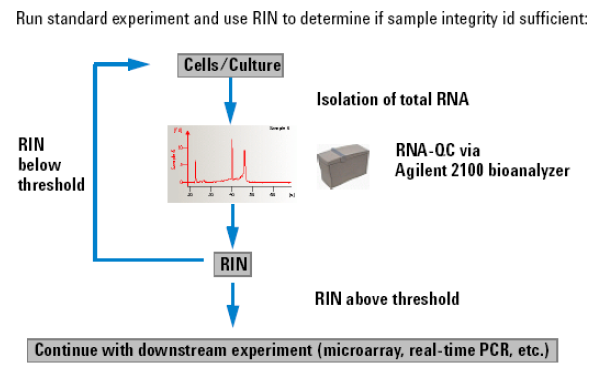 Run standard experiment and use RIN to determine if sample integrity id sufficient:
Cells/Culture
Isolation of total RNA
RIN
below
threshold
RNA-QC via
Agilent 2100 bioanalyzer
RIN
RIN above threshold
Continue with downstream experiment (microarray, real-time PCR, etc.)